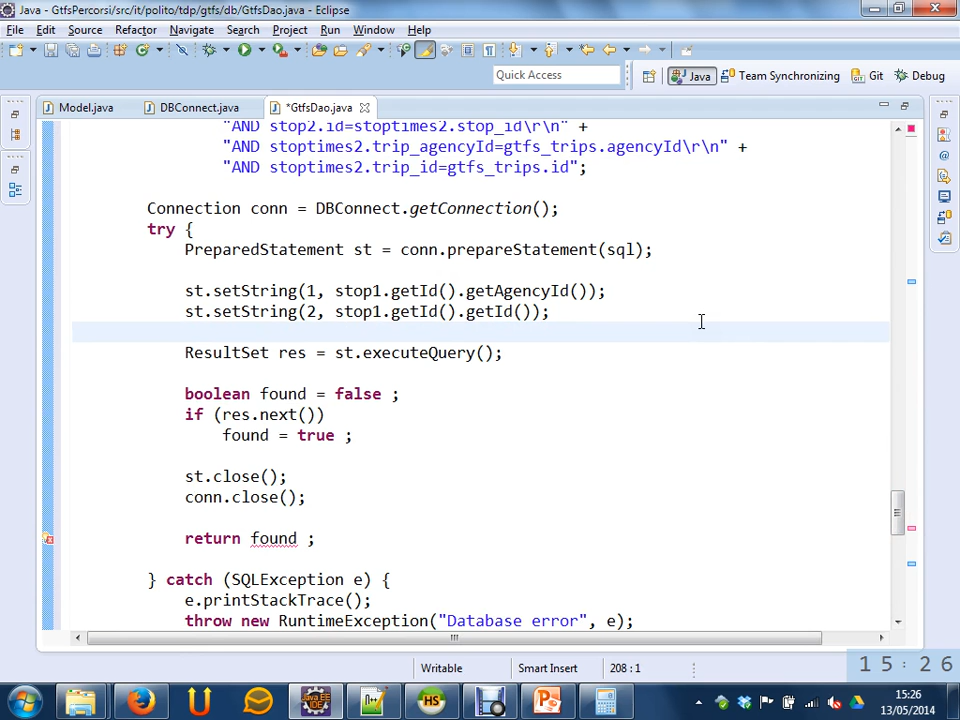 Java - GtfsPercorsi/src/it/polito/tdp/gtfs/db/GtfsDao.java - Eclipse
File Edit Source Refactor Navigate Search Project Run Window Help
Quick Access Java Team Synchronizing Git Debug
Model.java DBConnect.java *GtfsDao.java
"AND stop2.id=stoptimes2.stop_id\r\n" +
"AND stoptimes2.trip_agencyId=gtfs_trips.agencyId\r\n" +
"AND stoptimes2.trip_id=gtfs_trips.id";
Connection conn = DBConnect.getConnection();
try {
PreparedStatement st = conn.prepareStatement(sql);
st.setString(1, stop1.getId().getAgencyId());
st.setString(2, stop1.getId().getId());
ResultSet res = st.executeQuery();
boolean found = false ;
if (res.next())
found = true ;
st.close();
conn.close();
return found ;
} catch (SQLException e) {
e.printStackTrace();
throw new RuntimeException("Database error", e);
Writable Smart Insert 208 : 1
15:26
Java EE
IDE
HS
15:26
13/05/2014